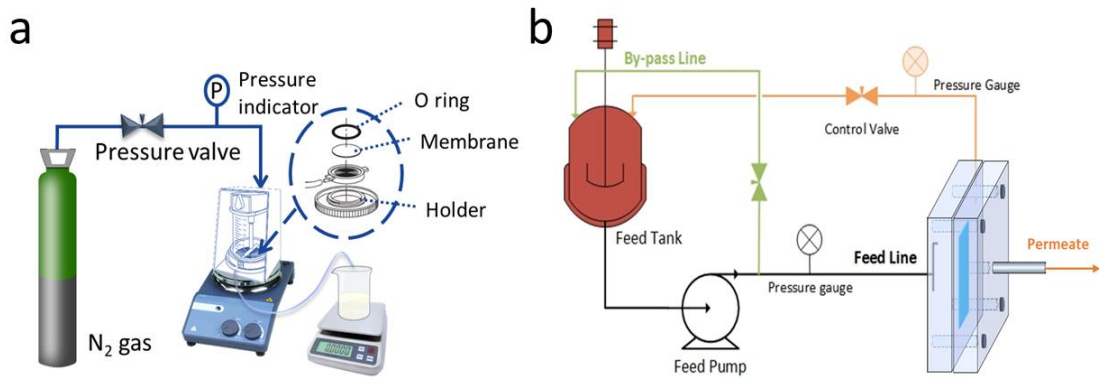 a
P
Pressure
indicator
Pressure valve
O ring
Membrane
Holder
N₂ gas
b
By-pass Line
Pressure Gauge
Control Valve
Feed Tank
Feed Line
Permeate
Pressure gauge
Feed Pump